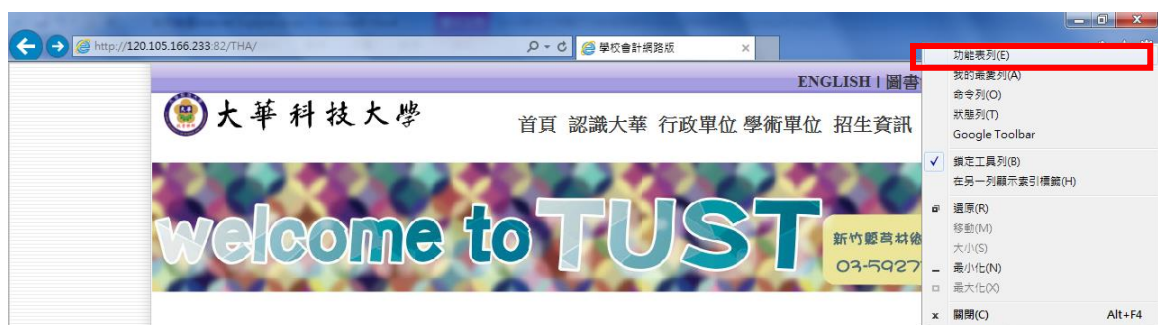 http://120.105.166.233:82/THA/
學校會計網路版
功能表列(E)
我的最愛列(A)
命令列(O)
狀態列(T)
Google Toolbar
鎖定工具列(B)
在另一列顯示索引標籤(H)
還原(R)
移動(M)
大小(S)
最小化(N)
最大化(X)
關閉(C) Alt+F4
ENGLISH | 圖書
大華科技大學
首頁 認識大華 行政單位 學術單位 招生資訊
welcome to TUST
新竹縣芎林鄉
03-5927